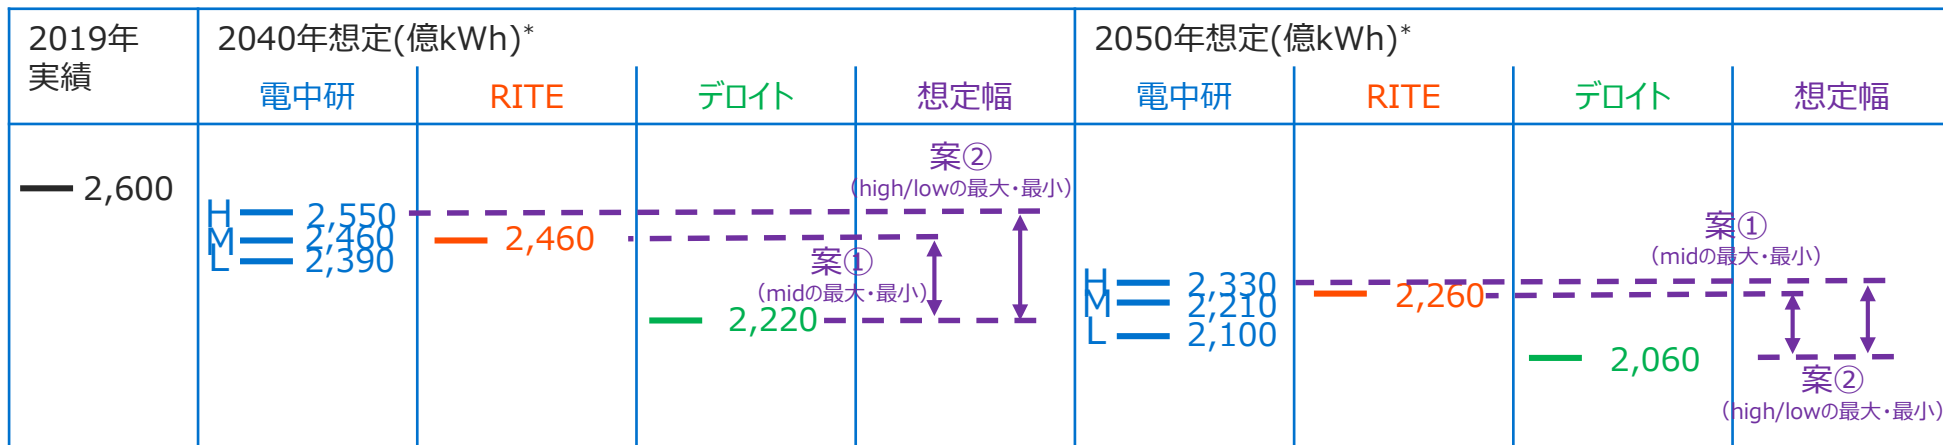 2019年
実績
2040年想定(億kWh)*
電中研
RITE
デロイト
想定幅
2050年想定(億kWh)*
電中研
RITE
デロイト
想定幅
2,600
H 2,550
M 2,460
L 2,390
2,460
2,220
案②
（high/lowの最大・最小）
案①
（midの最大・最小）
H 2,330
M 2,210
L 2,100
2,260
2,060
案①
（midの最大・最小）
案②
（high/lowの最大・最小）